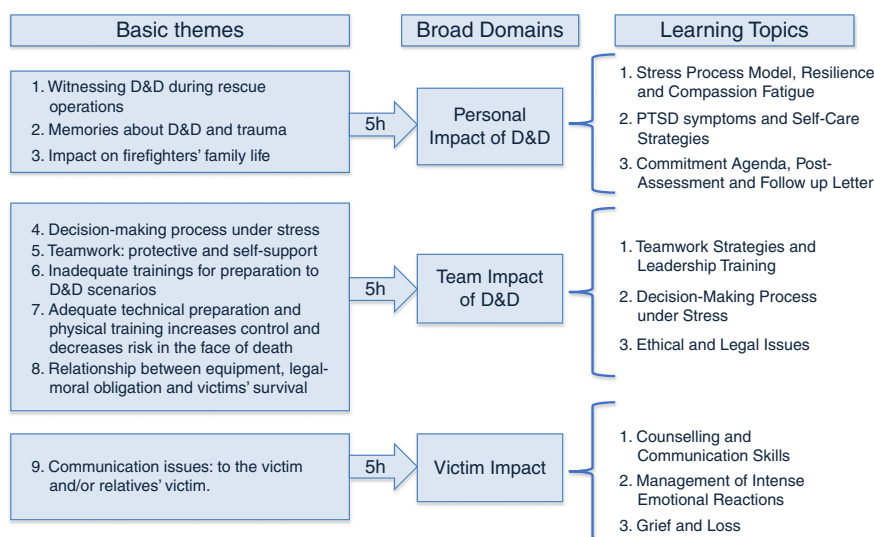 Basic themes
Broad Domains
Learning Topics
1. Witnessing D&D during rescue
operations
2. Memories about D&D and trauma
3. Impact on firefighters' family life
5h
Personal
Impact of D&D
1. Stress Process Model, Resilience
and Compassion Fatigue
2. PTSD symptoms and Self-Care
Strategies
3. Commitment Agenda, Post-
Assessment and Follow up Letter
4. Decision-making process under stress
5. Teamwork: protective and self-support
6. Inadequate trainings for preparation to
D&D scenarios
7. Adequate technical preparation and
physical training increases control and
decreases risk in the face of death
8. Relationship between equipment, legal-
moral obligation and victims' survival
5h
Team Impact
of D&D
1. Teamwork Strategies and
Leadership Training
2. Decision-Making Process
under Stress
3. Ethical and Legal Issues
9. Communication issues: to the victim
and/or relatives' victim.
5h
Victim Impact
1. Counselling and
Communication Skills
2. Management of Intense
Emotional Reactions
3. Grief and Loss